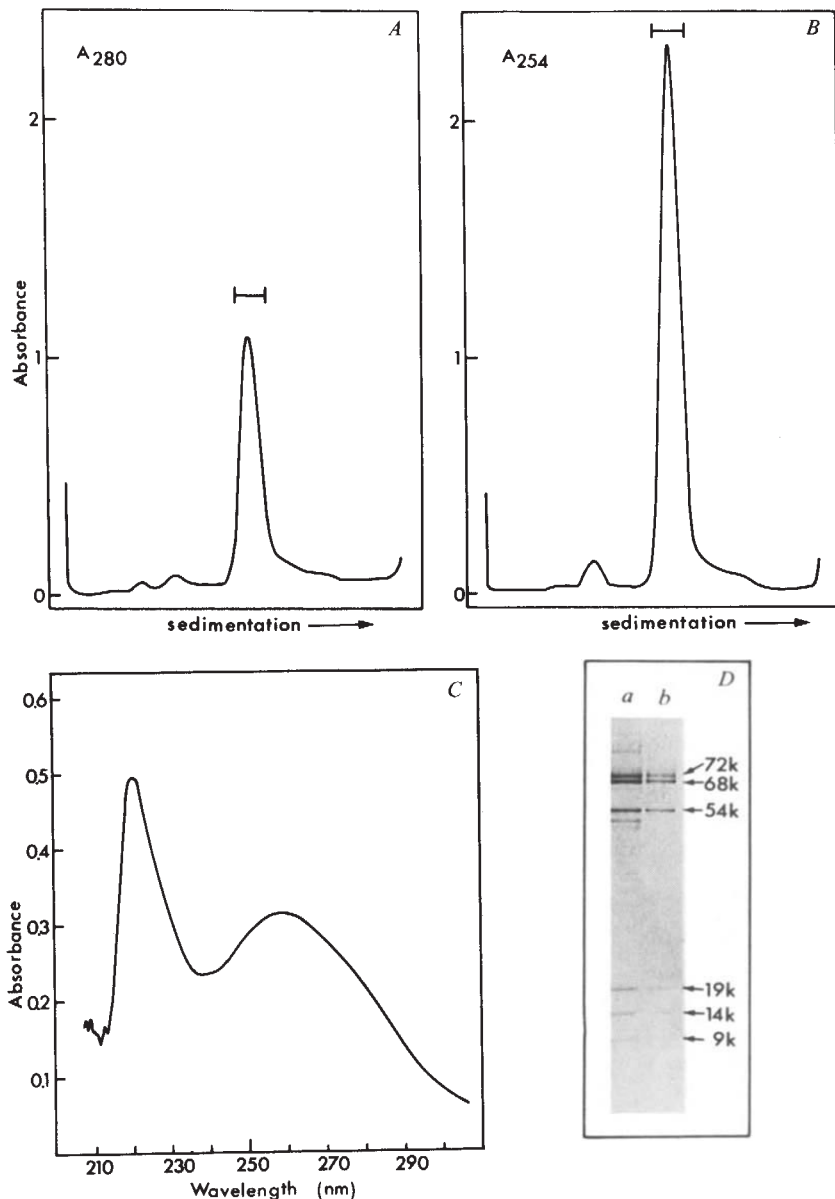 A
A280
2
1
0
Absorbance
sedimentation
B
A254
2
1
0
sedimentation
C
0,6
0,5
0,4
0,3
0,2
0,1
Absorbance
210 230 250 270 290
Wavelength (nm)
D
a b
72k
68k
54k
19k
14k
9k